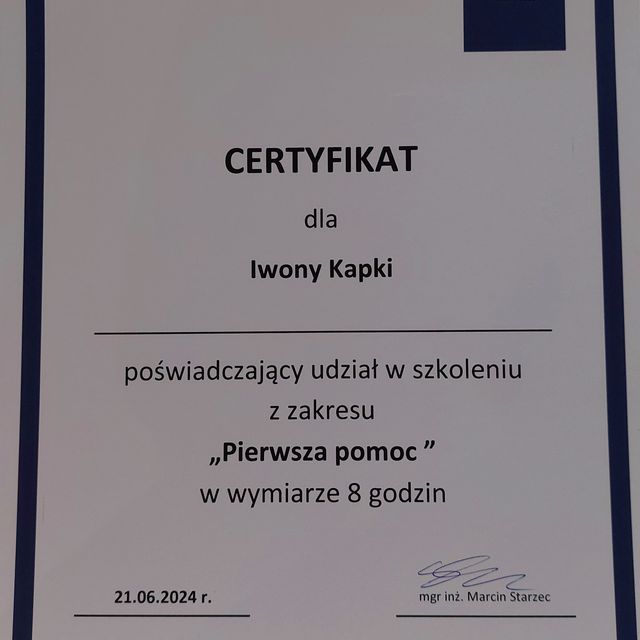 CERTYFIKAT
dla
Iwony Kapki
poświadczający udział w szkoleniu
z zakresu
„Pierwsza pomoc ”
w wymiarze 8 godzin
21.06.2024 r.
mgr inż. Marcin Starzec